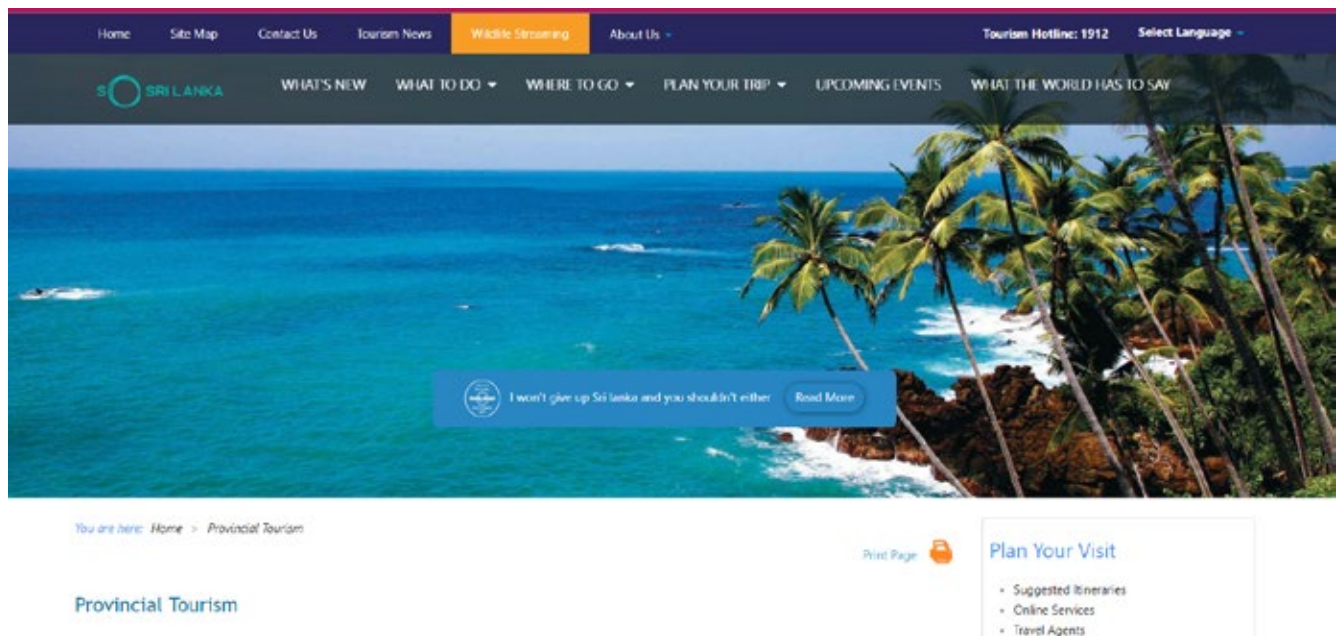 Home Site Map Contact Us Tourism News Wildlife Streaming About Us Tourism Hotline: 1912 Select Language
SO SRI LANKA WHAT'S NEW WHAT TO DO WHERE TO GO PLAN YOUR TRIP UPCOMING EVENTS WHAT THE WORLD HAS TO SAY
I won't give up Sri lanka and you shouldn't either Read More
You are here: Home > Provincial Tourism
Print Page
Plan Your Visit
Provincial Tourism
Suggested Itineraries
Online Services
Travel Agents